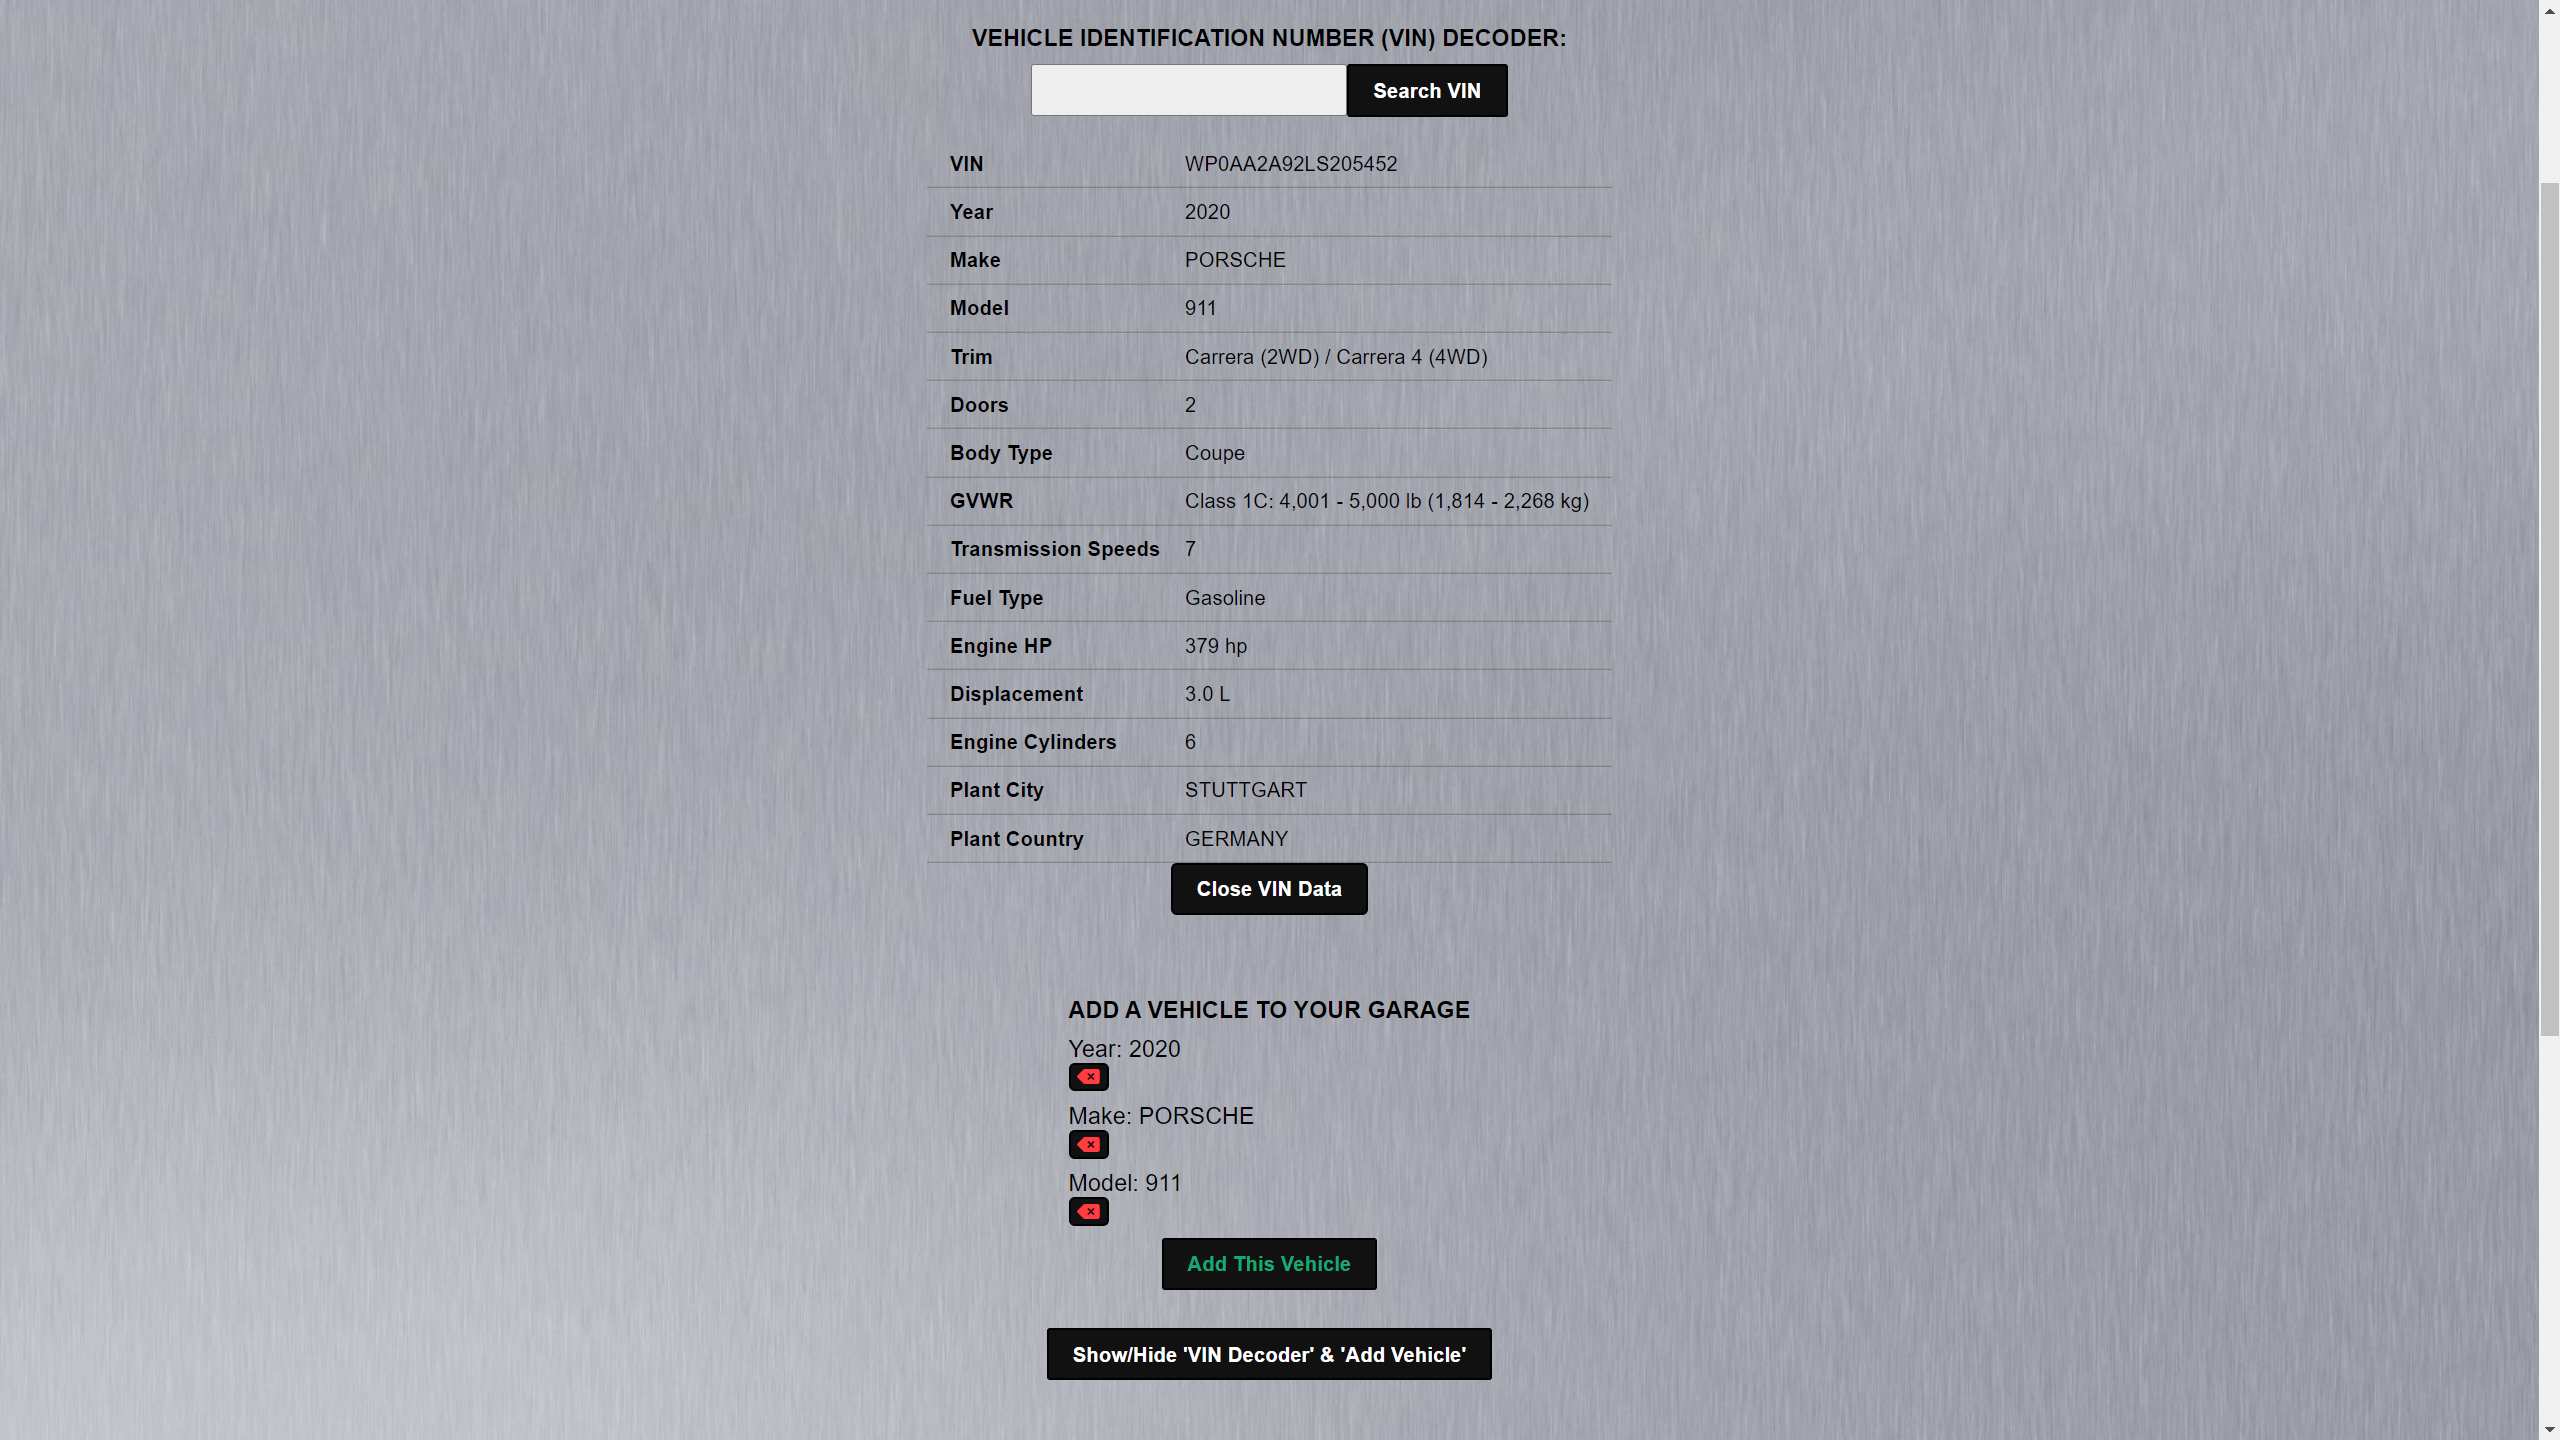 VEHICLE IDENTIFICATION NUMBER (VIN) DECODER:
Search VIN
VIN WP0AA2A92LS205452
Year 2020
Make PORSCHE
Model 911
Trim Carrera (2WD) / Carrera 4 (4WD)
Doors 2
Body Type Coupe
GVWR Class 1C: 4,001 - 5,000 lb (1,814 - 2,268 kg)
Transmission Speeds 7
Fuel Type Gasoline
Engine HP 379 hp
Displacement 3.0 L
Engine Cylinders 6
Plant City STUTTGART
Plant Country GERMANY
Close VIN Data
ADD A VEHICLE TO YOUR GARAGE
Year: 2020
Make: PORSCHE
Model: 911
Add This Vehicle
Show/Hide 'VIN Decoder' & 'Add Vehicle'